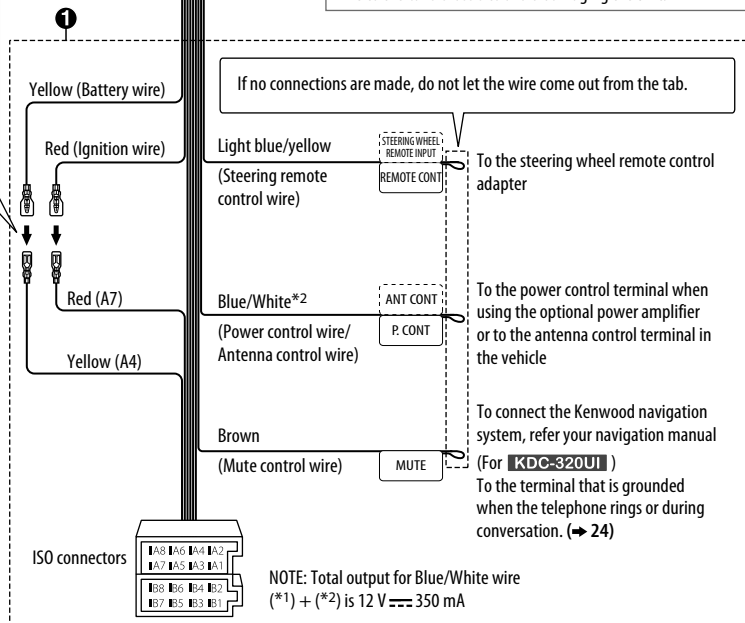 1
If no connections are made, do not let the wire come out from the tab.
Yellow (Battery wire)
Red (Ignition wire)
Light blue/yellow
(Steering remote
control wire)
STEERING WHEEL
REMOTE INPUT
REMOTE CONT
To the steering wheel remote control
adapter
Red (A7)
Yellow (A4)
Blue/White*2
(Power control wire/
Antenna control wire)
ANT CONT
P. CONT
To the power control terminal when
using the optional power amplifier
or to the antenna control terminal in
the vehicle
Brown
(Mute control wire)
MUTE
To connect the Kenwood navigation
system, refer your navigation manual
(For KDC-320UI )
To the terminal that is grounded
when the telephone rings or during
conversation. (➔ 24)
ISO connectors
A8 A6 A4 A2
A7 A5 A3 A1
B8 B6 B4 B2
B7 B5 B3 B1
NOTE: Total output for Blue/White wire
(*1) + (*2) is 12 V ⎓ 350 mA